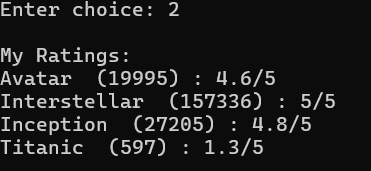 Enter choice: 2
My Ratings:
Avatar  (19995) : 4.6/5
Interstellar  (157336) : 5/5
Inception  (27205) : 4.8/5
Titanic  (597) : 1.3/5